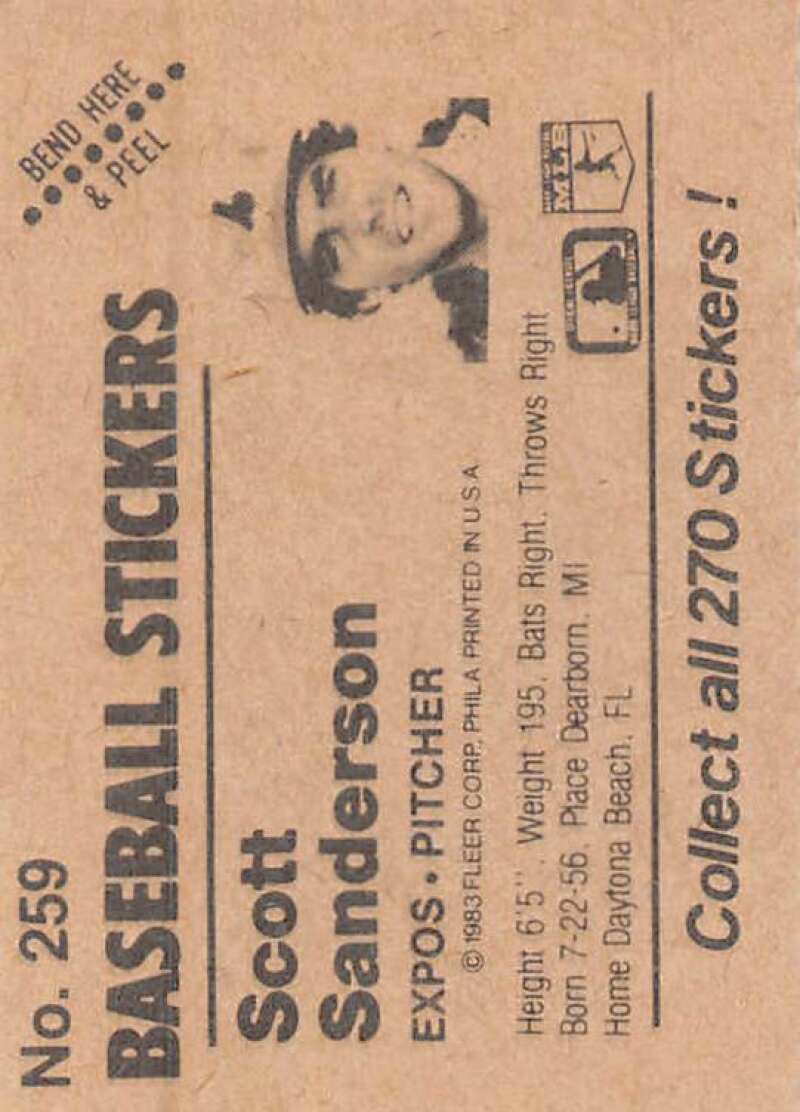 No. 259
BEND HERE
& PEEL
BASEBALL STICKERS
Scott
Sanderson
EXPOS • PITCHER
© 1983 FLEER CORP., PHILA PRINTED IN U.S.A
Height 6'5''. Weight 195. Bats Right. Throws Right
Born 7-22-56. Place Dearborn. MI
Home Daytona Beach. FL
MLB
Collect all 270 Stickers !